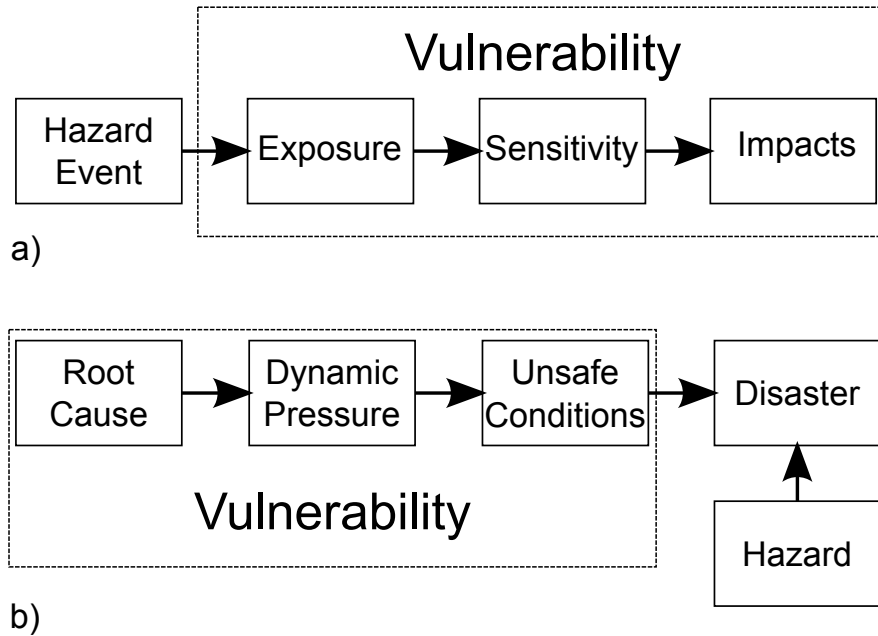 Vulnerability
Hazard
Event
Exposure
Sensitivity
Impacts
a)
Root
Cause
Dynamic
Pressure
Unsafe
Conditions
Disaster
Vulnerability
Hazard
b)